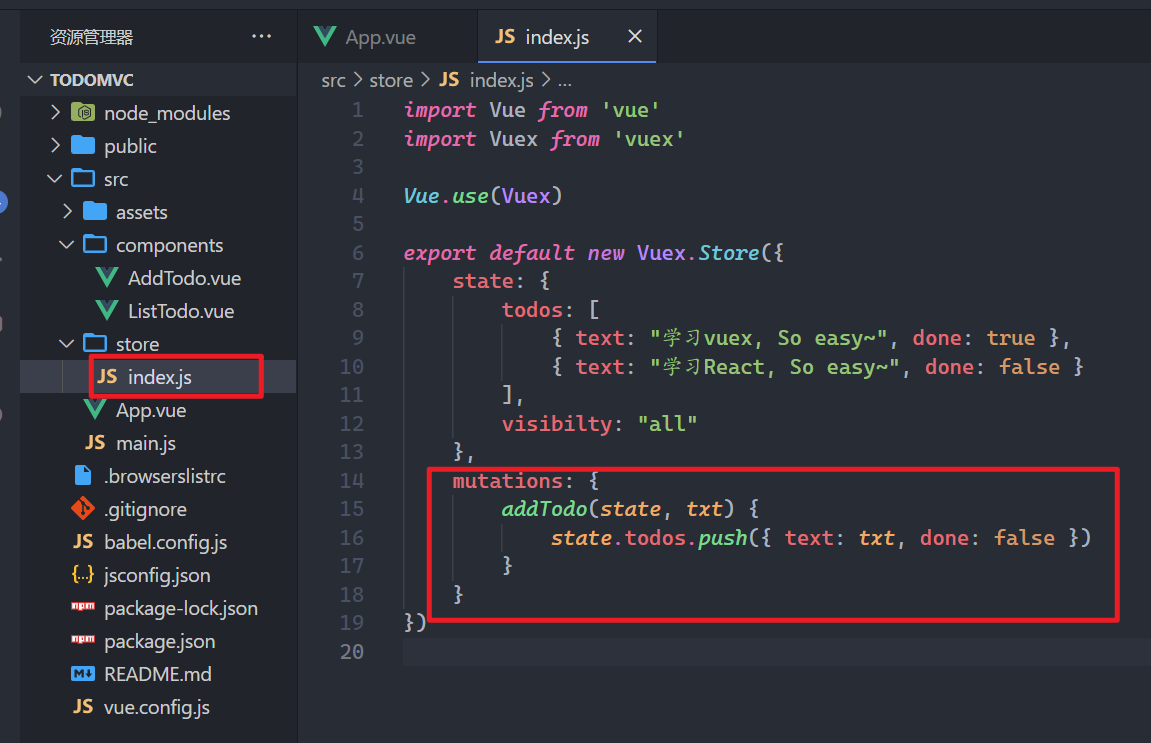 资源管理器 ···
TODOMVC
node_modules
public
src
assets
components
AddTodo.vue
ListTodo.vue
store
JS index.js
App.vue
JS main.js
.browserslistrc
.gitignore
JS babel.config.js
{..} jsconfig.json
npm package-lock.json
npm package.json
M README.md
JS vue.config.js
App.vue
JS index.js ×
src > store > JS index.js > ...
1 import Vue from 'vue'
2 import Vuex from 'vuex'
3
4 Vue.use(Vuex)
5
6 export default new Vuex.Store({
7 state: {
8 todos: [
9 { text: "学习vuex, So easy~", done: true },
10 { text: "学习React, So easy~", done: false }
11 ],
12 visibilty: "all"
13 },
14 mutations: {
15 addTodo(state, txt) {
16 state.todos.push({ text: txt, done: false })
17 }
18 }
19 })
20